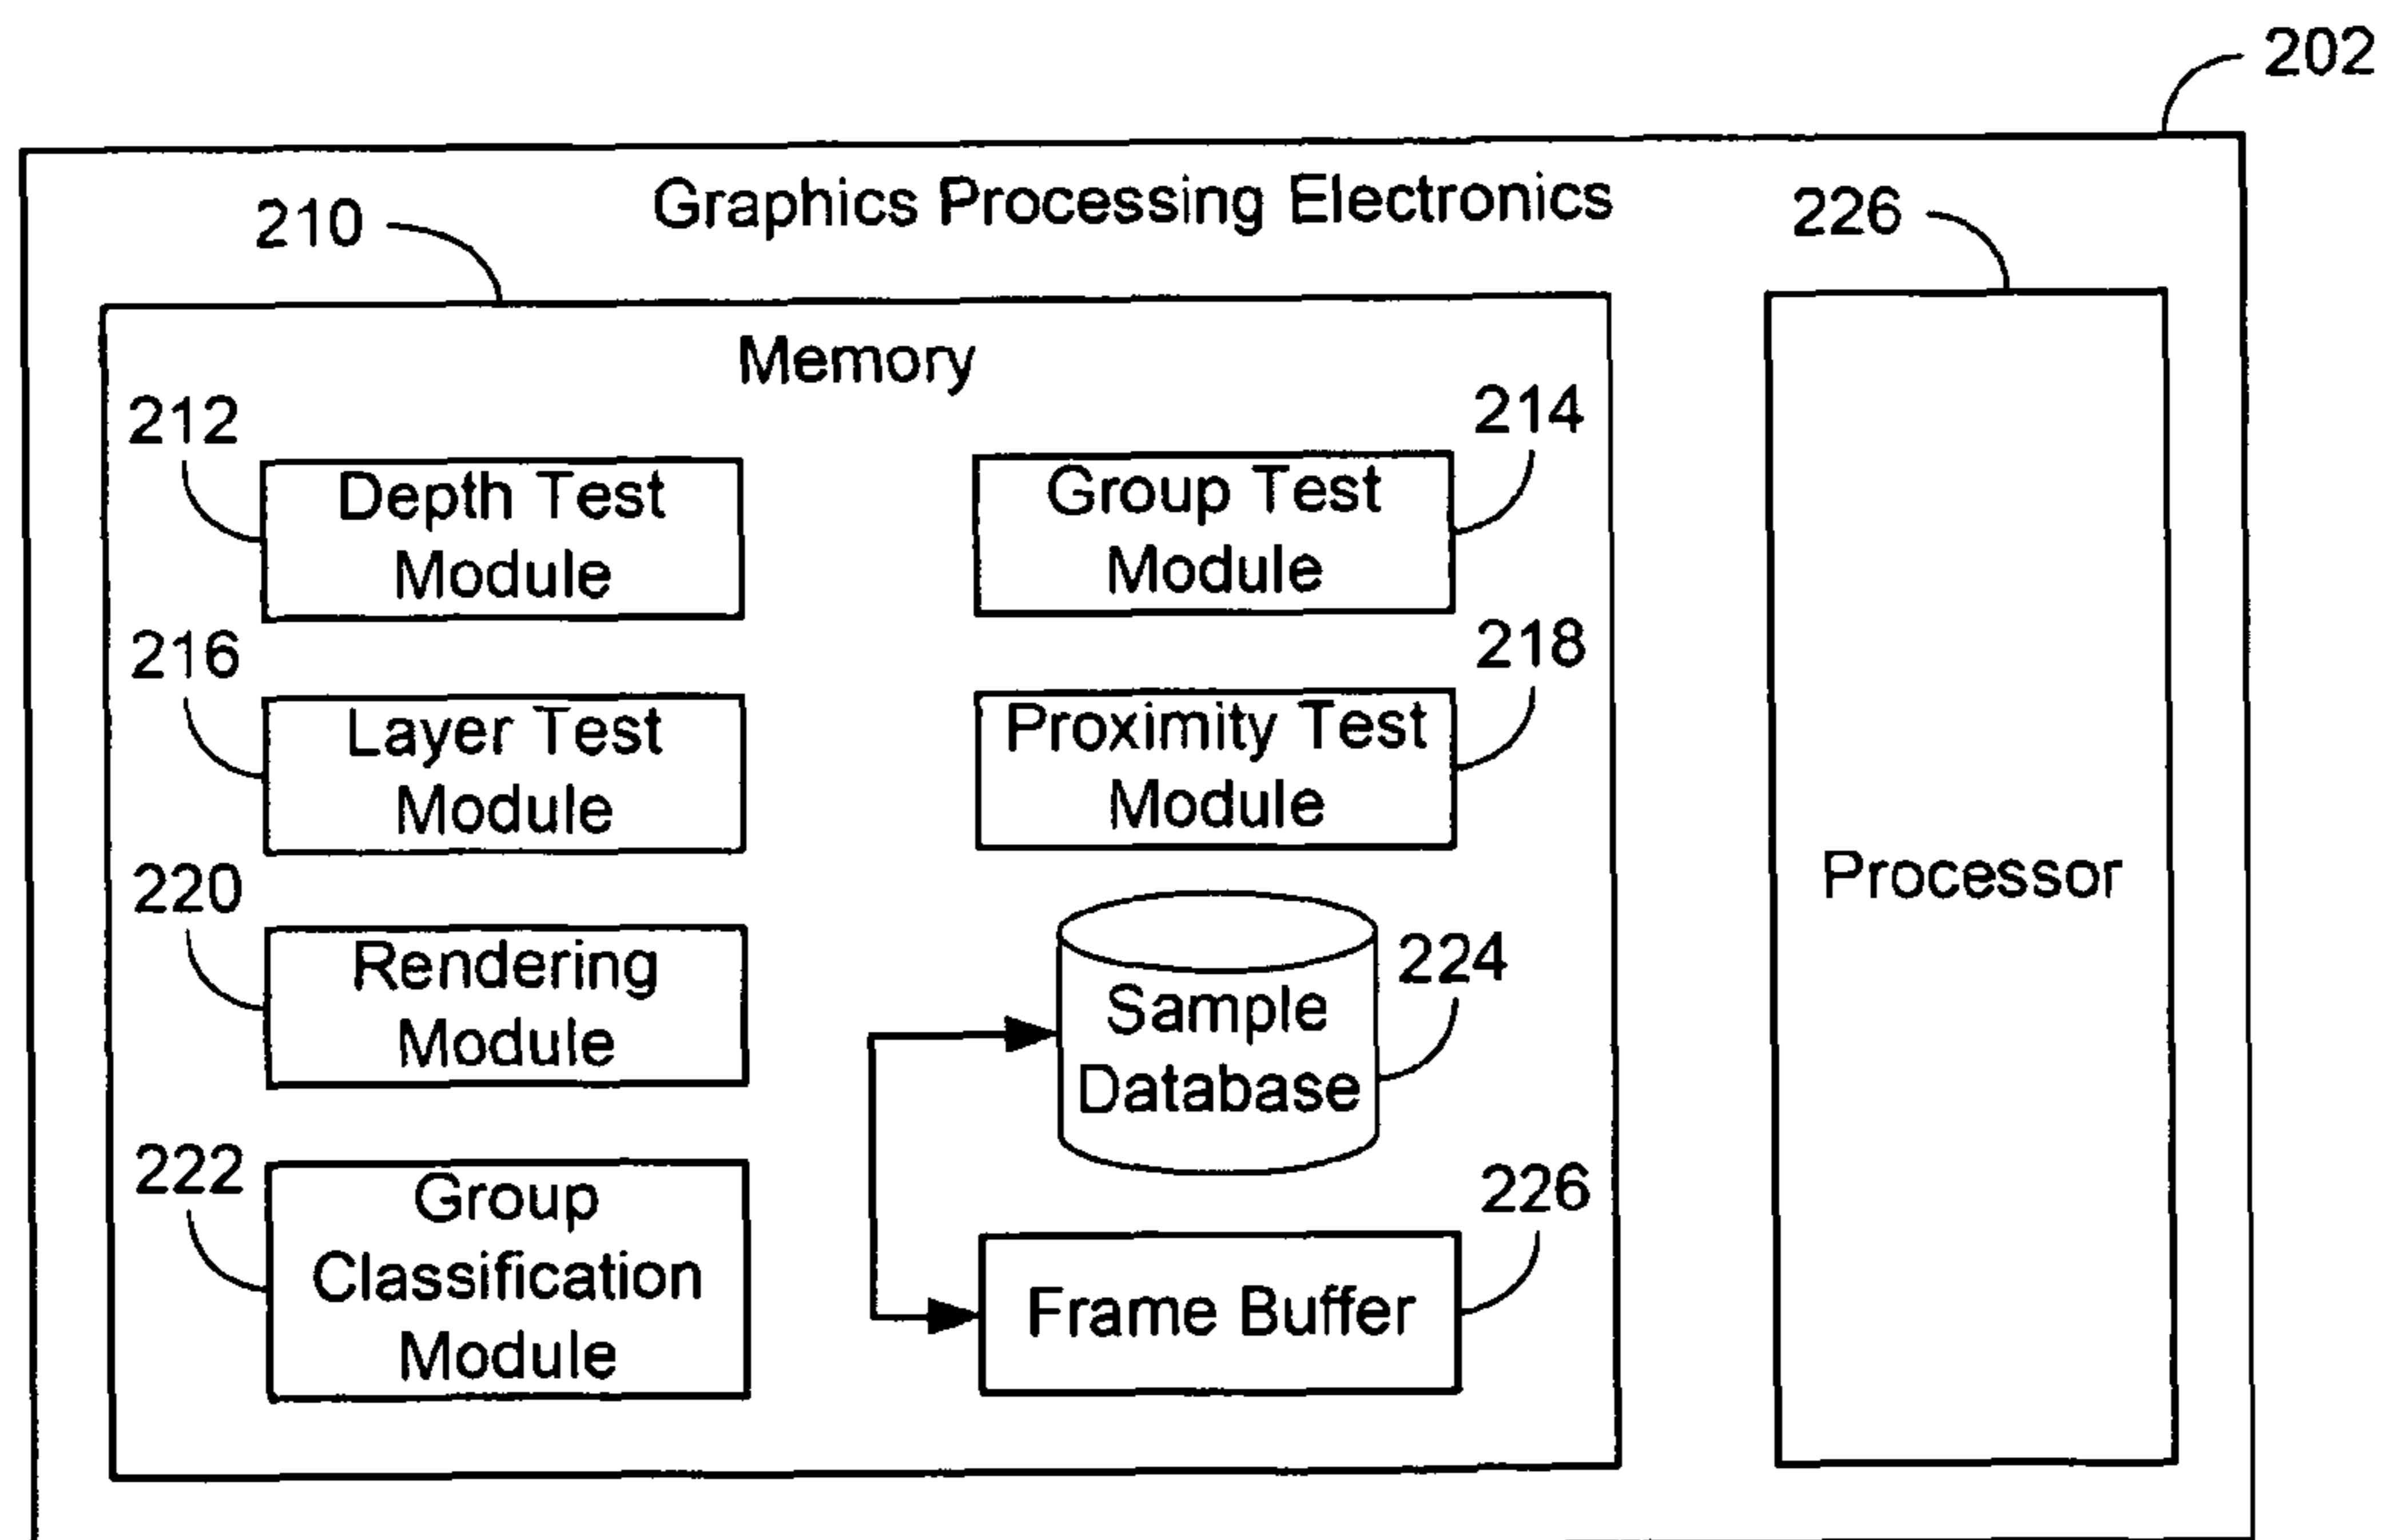 202
Graphics Processing Electronics
210
226
Memory
212
Depth Test
Module
214
Group Test
Module
216
Layer Test
Module
218
Proximity Test
Module
220
Rendering
Module
224
Sample
Database
222
Group
Classification
Module
226
Frame Buffer
Processor